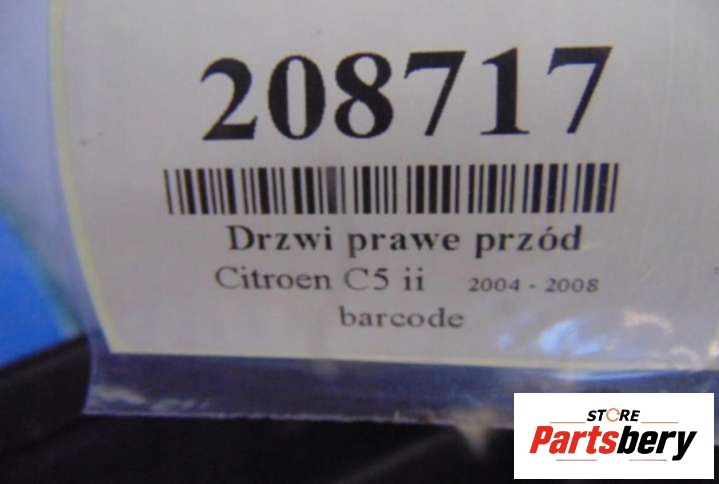 208717
Drzwi prawe przód
Citroen C5 ii 2004 - 2008
barcode
STORE
Partsbery